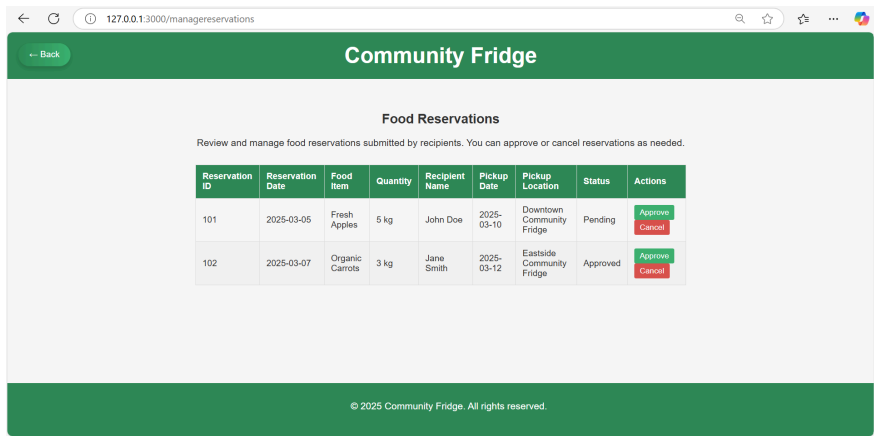 127.0.0.1:3000/managereservations
← Back
Community Fridge
Food Reservations
Review and manage food reservations submitted by recipients. You can approve or cancel reservations as needed.
Reservation ID Reservation Date Food Item Quantity Recipient Name Pickup Date Pickup Location Status Actions
101 2025-03-05 Fresh Apples 5 kg John Doe 2025-03-10 Downtown Community Fridge Pending Approve Cancel
102 2025-03-07 Organic Carrots 3 kg Jane Smith 2025-03-12 Eastside Community Fridge Approved Approve Cancel
© 2025 Community Fridge. All rights reserved.